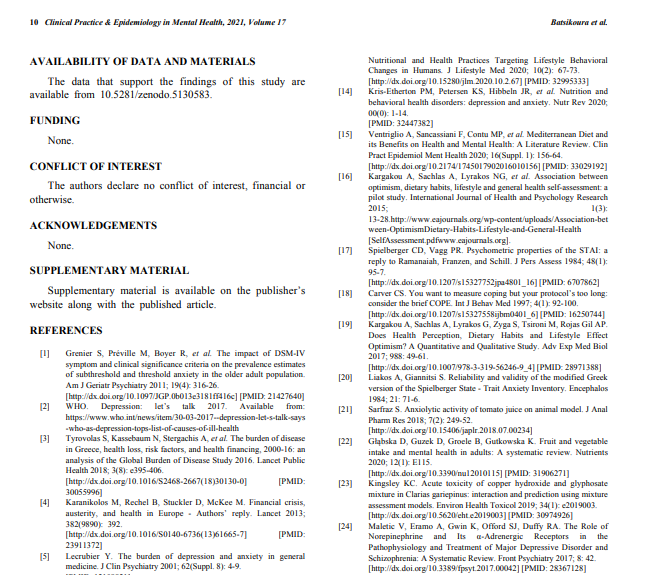 10 Clinical Practice & Epidemiology in Mental Health, 2021, Volume 17
Batsikoura et al.
AVAILABILITY OF DATA AND MATERIALS
The data that support the findings of this study are
available from 10.5281/zenodo.5130583.
FUNDING
None.
CONFLICT OF INTEREST
The authors declare no conflict of interest, financial or
otherwise.
ACKNOWLEDGEMENTS
None.
SUPPLEMENTARY MATERIAL
Supplementary material is available on the publisher's
website along with the published article.
REFERENCES
[1] Grenier S, Préville M, Boyer R, et al. The impact of DSM-IV
symptom and clinical significance criteria on the prevalence estimates
of subthreshold and threshold anxiety in the older adult population.
Am J Geriatr Psychiatry 2011; 19(4): 316-26.
[http://dx.doi.org/10.1097/JGP.0b013e3181ff416c] [PMID: 21427640]
[2] WHO. Depression: let's talk 2017. Available from:
https://www.who.int/news/item/30-03-2017--depression-let-s-talk-says
-who-as-depression-tops-list-of-causes-of-ill-health
[3] Tyrovolas S, Kassebaum N, Stergachis A, et al. The burden of disease
in Greece, health loss, risk factors, and health financing, 2000-16: an
analysis of the Global Burden of Disease Study 2016. Lancet Public
Health 2018; 3(8): e395-406.
[http://dx.doi.org/10.1016/S2468-2667(18)30130-0] [PMID:
30055996]
[4] Karanikolos M, Rechel B, Stuckler D, McKee M. Financial crisis,
austerity, and health in Europe - Authors' reply. Lancet 2013;
382(9890): 392.
[http://dx.doi.org/10.1016/S0140-6736(13)61665-7] [PMID:
23911372]
[5] Lecrubier Y. The burden of depression and anxiety in general
medicine. J Clin Psychiatry 2001; 62(Suppl. 8): 4-9.
Nutritional and Health Practices Targeting Lifestyle Behavioral
Changes in Humans. J Lifestyle Med 2020; 10(2): 67-73.
[http://dx.doi.org/10.15280/jlm.2020.10.2.67] [PMID: 32995333]
[14] Kris-Etherton PM, Petersen KS, Hibbeln JR, et al. Nutrition and
behavioral health disorders: depression and anxiety. Nutr Rev 2020;
00(0): 1-14.
[PMID: 32447382]
[15] Ventriglio A, Sancassiani F, Contu MP, et al. Mediterranean Diet and
its Benefits on Health and Mental Health: A Literature Review. Clin
Pract Epidemiol Ment Health 2020; 16(Suppl. 1): 156-64.
[http://dx.doi.org/10.2174/1745017902016010156] [PMID: 33029192]
[16] Kargakou A, Sachlas A, Lyrakos NG, et al. Association between
optimism, dietary habits, lifestyle and general health self-assessment: a
pilot study. International Journal of Health and Psychology Research
2015; 1(3):
13-28.http://www.eajournals.org/wp-content/uploads/Association-bet
ween-OptimismDietary-Habits-Lifestyle-and-General-Health
[SelfAssessment.pdfwww.eajournals.org].
[17] Spielberger CD, Vagg PR. Psychometric properties of the STAI: a
reply to Ramanaiah, Franzen, and Schill. J Pers Assess 1984; 48(1):
95-7.
[http://dx.doi.org/10.1207/s15327752jpa4801_16] [PMID: 6707862]
[18] Carver CS. You want to measure coping but your protocol's too long:
consider the brief COPE. Int J Behav Med 1997; 4(1): 92-100.
[http://dx.doi.org/10.1207/s15327558ijbm0401_6] [PMID: 16250744]
[19] Kargakou A, Sachlas A, Lyrakos G, Zyga S, Tsironi M, Rojas Gil AP.
Does Health Perception, Dietary Habits and Lifestyle Effect
Optimism? A Quantitative and Qualitative Study. Adv Exp Med Biol
2017; 988: 49-61.
[http://dx.doi.org/10.1007/978-3-319-56246-9_4] [PMID: 28971388]
[20] Liakos A, Giannitsi S. Reliability and validity of the modified Greek
version of the Spielberger State - Trait Anxiety Inventory. Encephalos
1984; 21: 71-6.
[21] Sarfraz S. Anxiolytic activity of tomato juice on animal model. J Anal
Pharm Res 2018; 7(2): 249-52.
[http://dx.doi.org/10.15406/japlr.2018.07.00234]
[22] Głąbska D, Guzek D, Groele B, Gutkowska K. Fruit and vegetable
intake and mental health in adults: A systematic review. Nutrients
2020; 12(1): E115.
[http://dx.doi.org/10.3390/nu12010115] [PMID: 31906271]
[23] Kingsley KC. Acute toxicity of copper hydroxide and glyphosate
mixture in Clarias gariepinus: interaction and prediction using mixture
assessment models. Environ Health Toxicol 2019; 34(1): e2019003.
[http://dx.doi.org/10.5620/eht.e2019003] [PMID: 30974926]
[24] Maletic V, Eramo A, Gwin K, Offord SJ, Duffy RA. The Role of
Norepinephrine and Its α-Adrenergic Receptors in the
Pathophysiology and Treatment of Major Depressive Disorder and
Schizophrenia: A Systematic Review. Front Psychiatry 2017; 8: 42.
[http://dx.doi.org/10.3389/fpsyt.2017.00042] [PMID: 28367128]